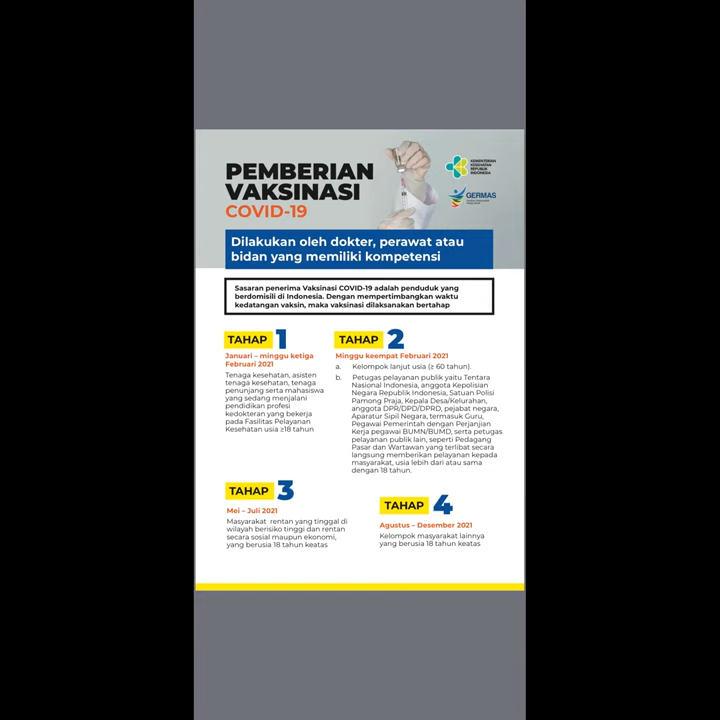 PEMBERIAN
VAKSINASI
COVID-19
KEMENTERIAN
KESEHATAN
REPUBLIK
INDONESIA
GERMAS
Dilakukan oleh dokter, perawat atau
bidan yang memiliki kompetensi
Sasaran penerima Vaksinasi COVID-19 adalah penduduk yang
berdomisili di Indonesia. Dengan mempertimbangkan waktu
kedatangan vaksin, maka vaksinasi dilaksanakan bertahap
TAHAP 1
Januari – minggu ketiga
Februari 2021
Tenaga kesehatan, asisten
tenaga kesehatan, tenaga
penunjang serta mahasiswa
yang sedang menjalani
pendidikan profesi
kedokteran yang bekerja
pada Fasilitas Pelayanan
Kesehatan usia ≥18 tahun
TAHAP 2
Minggu keempat Februari 2021
a. Kelompok lanjut usia (≥ 60 tahun).
b. Petugas pelayanan publik yaitu Tentara
Nasional Indonesia, anggota Kepolisian
Negara Republik Indonesia, Satuan Polisi
Pamong Praja, Kepala Desa/Kelurahan,
anggota DPR/DPD/DPRD, pejabat negara,
Aparatur Sipil Negara, termasuk Guru,
Pegawai Pemerintah dengan Perjanjian
Kerja pegawai BUMN/BUMD, serta petugas
pelayanan publik lain, seperti Pedagang
Pasar dan Wartawan yang terlibat secara
langsung memberikan pelayanan kepada
masyarakat, usia lebih dari atau sama
dengan 18 tahun.
TAHAP 3
Mei – Juli 2021
Masyarakat rentan yang tinggal di
wilayah berisiko tinggi dan rentan
secara sosial maupun ekonomi,
yang berusia 18 tahun keatas
TAHAP 4
Agustus – Desember 2021
Kelompok masyarakat lainnya
yang berusia 18 tahun keatas